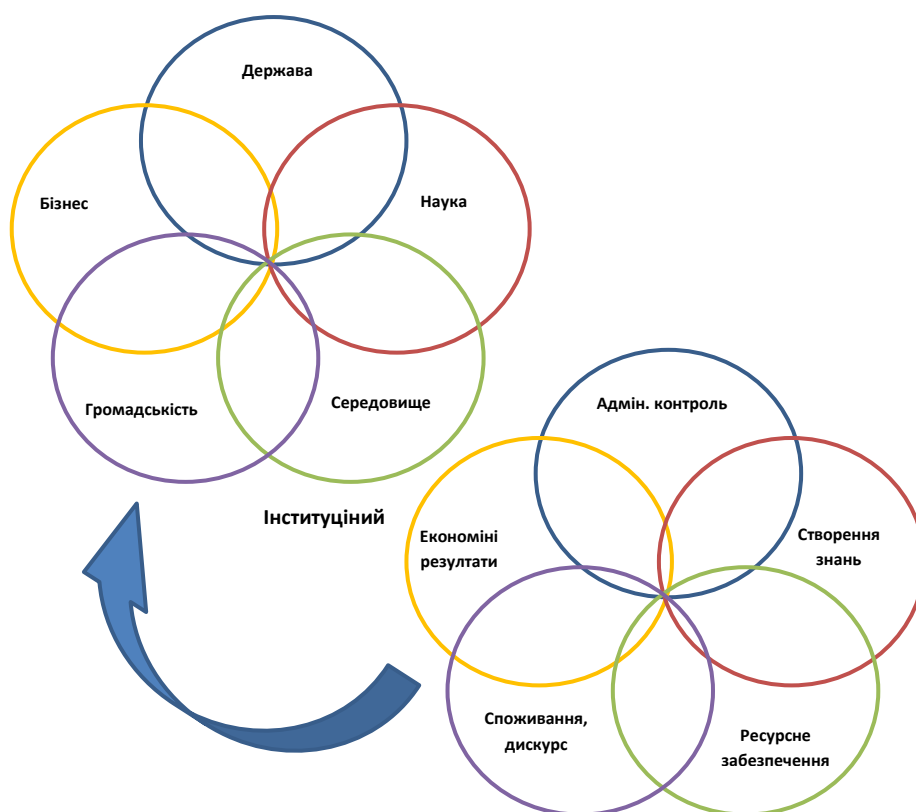 Держава
Бізнес
Наука
Громадськість
Середовище
Інституціний
Адмін. контроль
Економіні
результати
Створення
знань
Споживання,
дискурс
Ресурсне
забезпечення